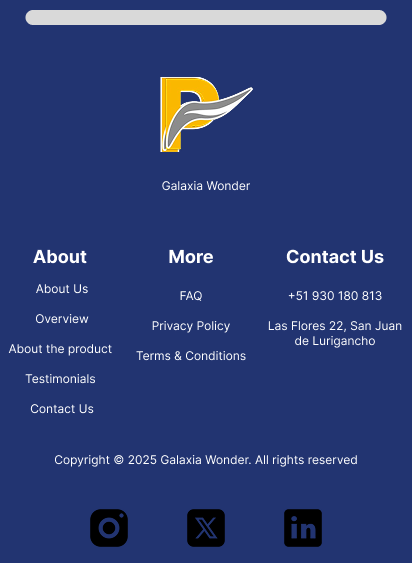 P
Galaxia Wonder
About
About Us
Overview
About the product
Testimonials
Contact Us
More
FAQ
Privacy Policy
Terms & Conditions
Contact Us
+51 930 180 813
Las Flores 22, San Juan
de Lurigancho
Copyright © 2025 Galaxia Wonder. All rights reserved
X
in